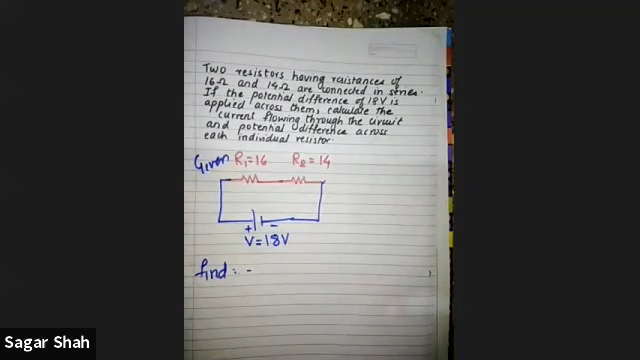 Two resistors having rsistances of
16Ω and 14Ω are connected in series.
If the potential difference of 18V is
applied across them, calculate the
current flowing through the circuit
and potential difference across
each individual resistor.
Given R₁=16 R₂=14
+ -
V=18V
find:-
Sagar Shah